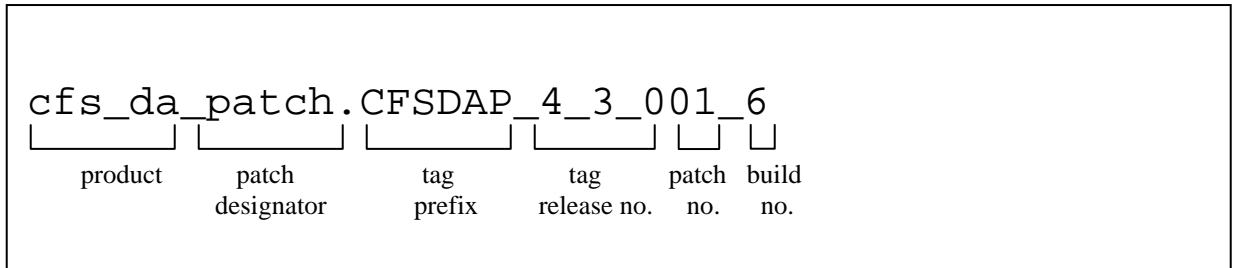 cfs_da_patch.CFSDAP_4_3_001_6
product patch tag tag patch build
designator prefix release no. no. no.